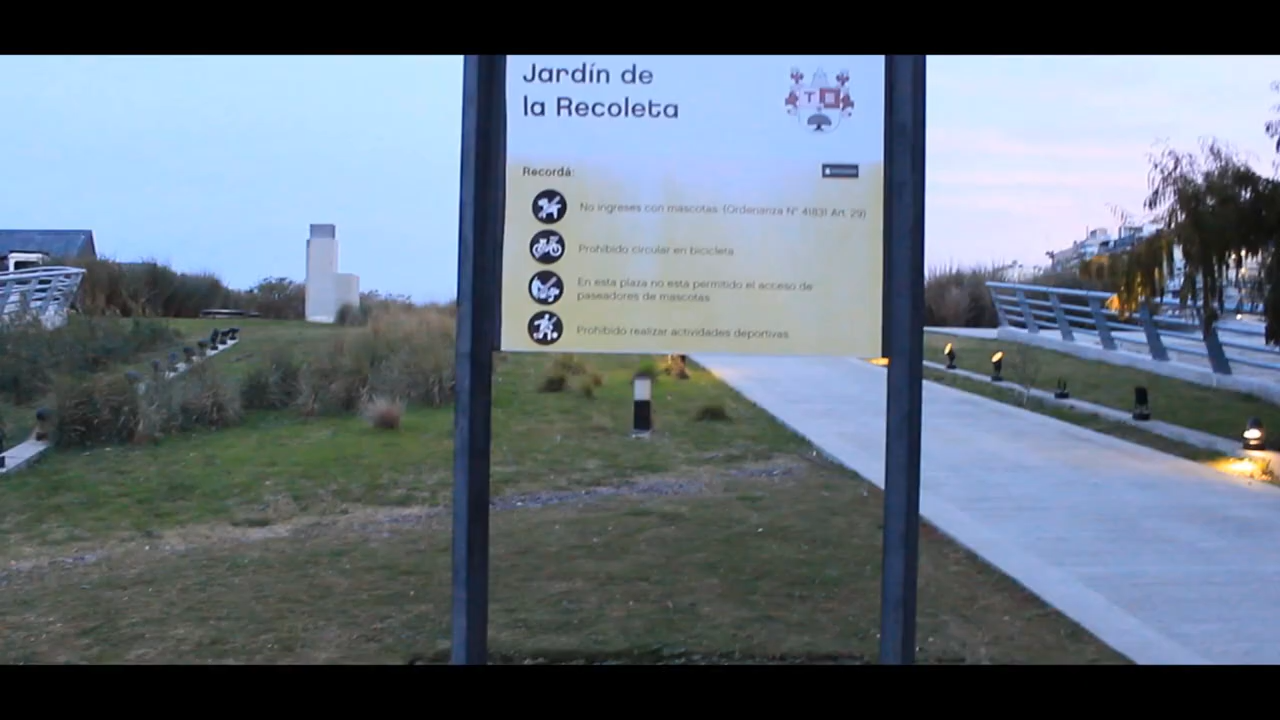 Jardín de
la Recoleta
Recordá:
No ingreses con mascotas. (Ordenanza N° 41831 Art. 29)
Prohibido circular en bicicleta
En esta plaza no esta permitido el acceso de
paseadores de mascotas
Prohibido realizar actividades deportivas